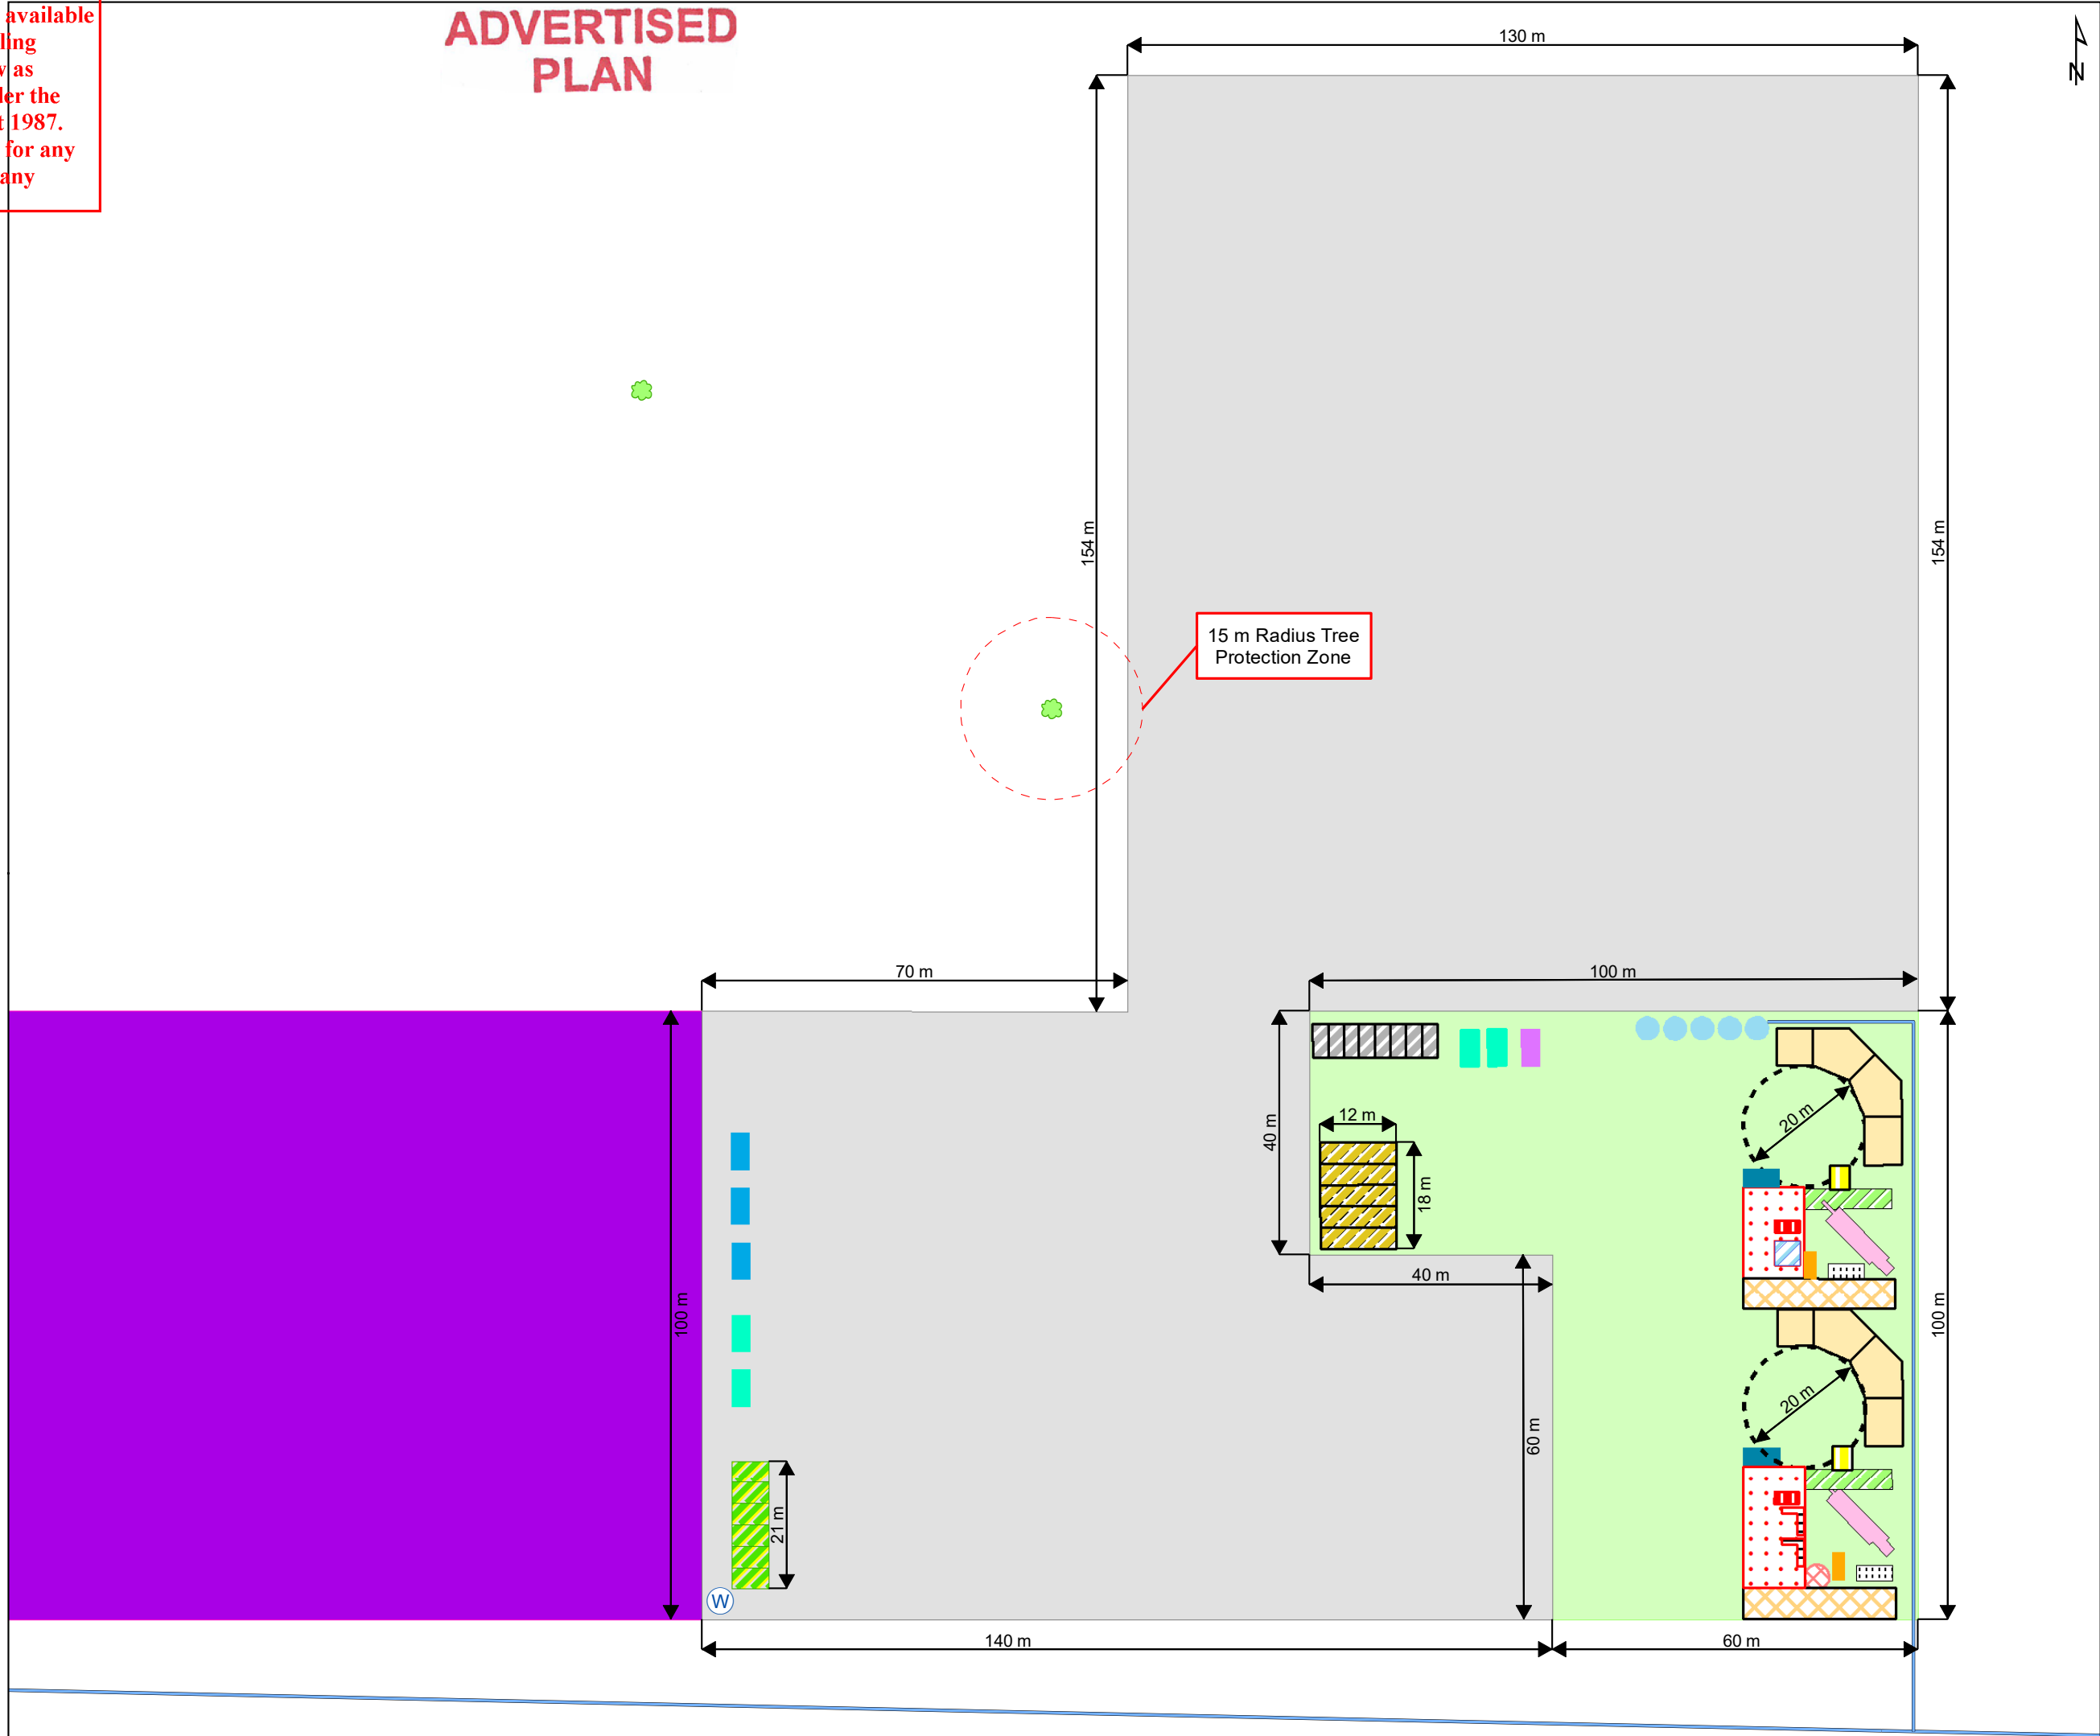 available
ling
v as
ler the
t 1987.
for any
any
ADVERTISED
PLAN
130 m
N
154 m
154 m
15 m Radius Tree
Protection Zone
70 m
100 m
40 m
12 m
18 m
20 m
40 m
100 m
100 m
60 m
20 m
21 m
W
140 m
60 m